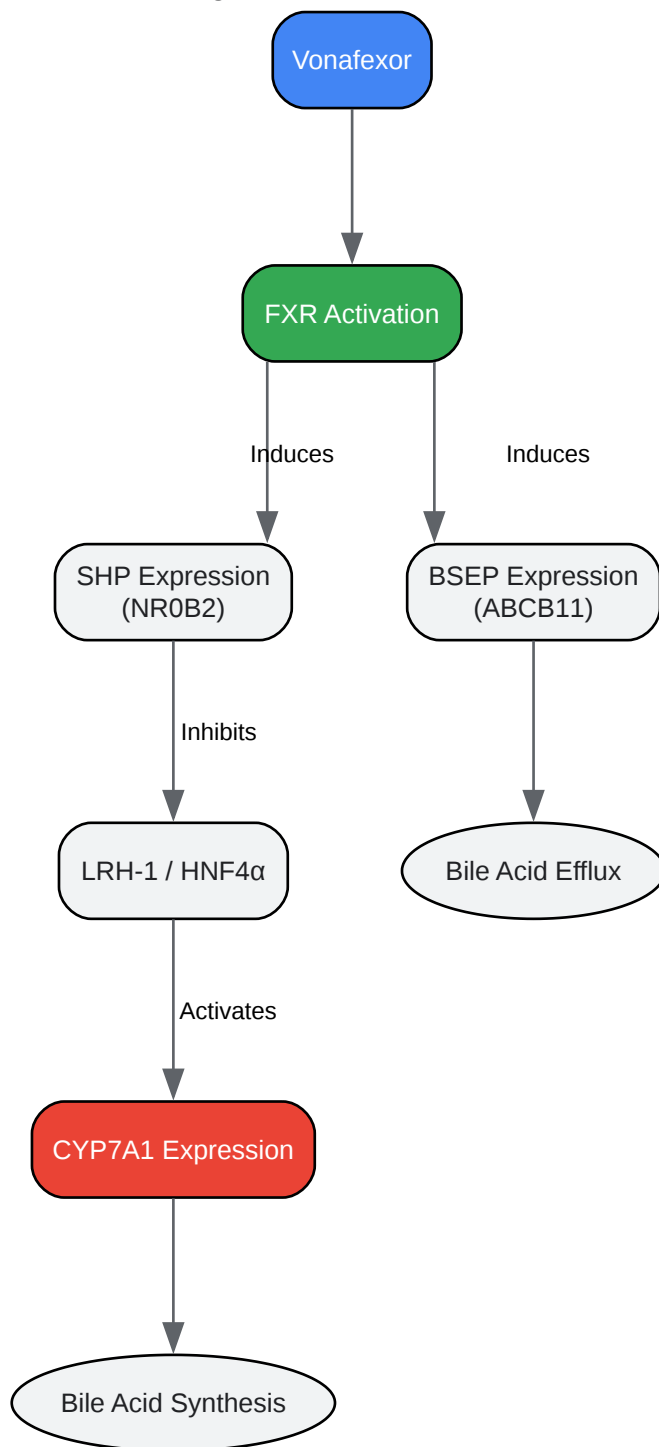 Vonafexor
FXR Activation
Induces
Induces
SHP Expression
(NR0B2)
BSEP Expression
(ABCB11)
Inhibits
LRH-1 / HNF4α
Bile Acid Efflux
Activates
CYP7A1 Expression
Bile Acid Synthesis